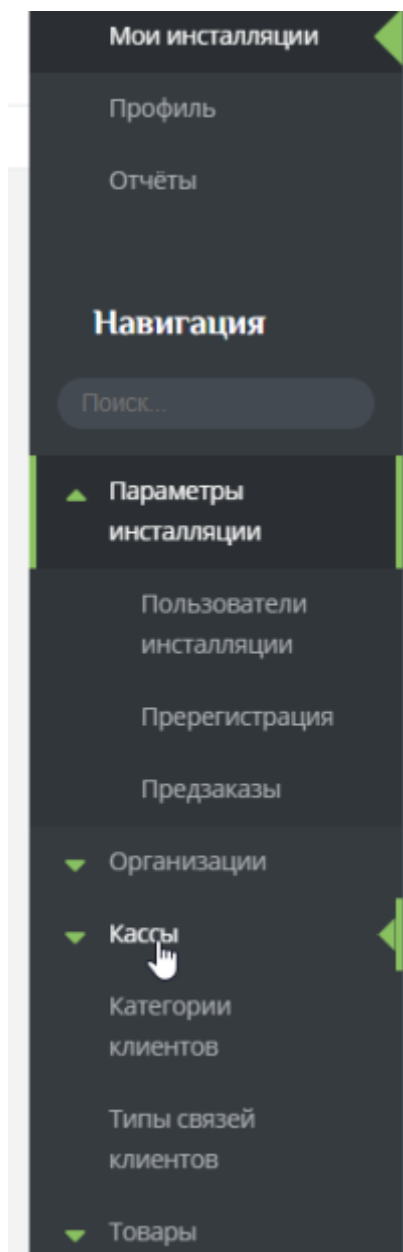 Мои инсталляции
Профиль
Отчёты
Навигация
Поиск...
Параметры
инсталляции
Пользователи
инсталляции
Пререгистрация
Предзаказы
Организации
Кассы
Категории
клиентов
Типы связей
клиентов
Товары